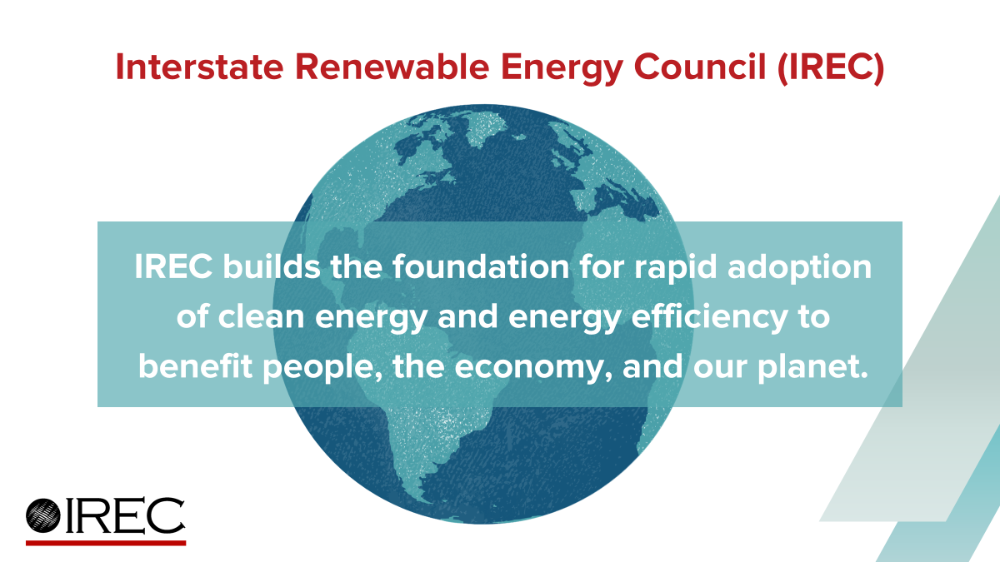 Interstate Renewable Energy Council (IREC)
IREC builds the foundation for rapid adoption
of clean energy and energy efficiency to
benefit people, the economy, and our planet.
IREC